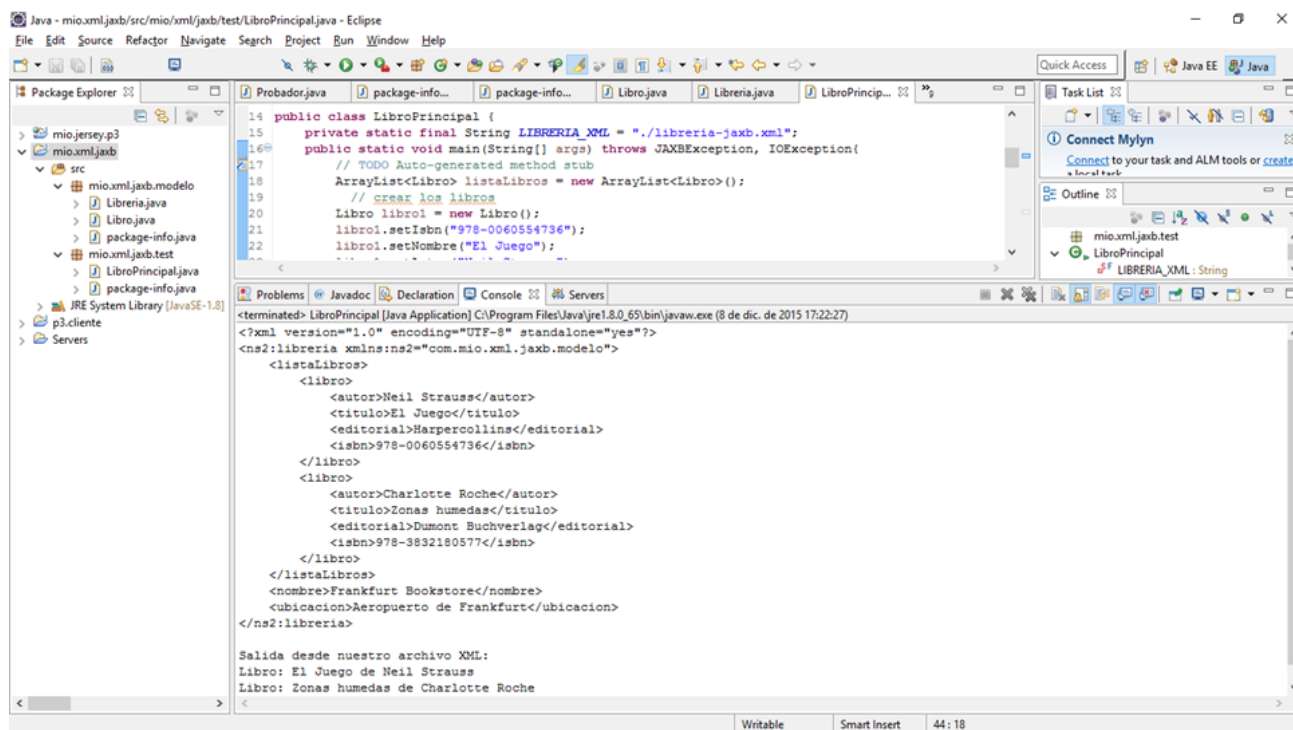 Java - mio.xml.jaxb/src/mio/xml/jaxb/test/LibroPrincipal.java - Eclipse
File Edit Source Refactor Navigate Search Project Run Window Help
Quick Access
Java EE
Java
Package Explorer
mio.jersey.p3
mio.xml.jaxb
src
mio.xml.jaxb.modelo
Libreria.java
Libro.java
package-info.java
mio.xml.jaxb.test
LibroPrincipal.java
package-info.java
JRE System Library [JavaSE-1.8]
p3.cliente
Servers
Probador.java package-info... package-info... Libro.java Libreria.java LibroPrincip... »9
14 public class LibroPrincipal {
15 private static final String LIBRERIA_XML = "./libreria-jaxb.xml";
16 public static void main(String[] args) throws JAXBException, IOException{
17 // TODO Auto-generated method stub
18 ArrayList<Libro> listaLibros = new ArrayList<Libro>();
19 // crear los libros
20 Libro libro1 = new Libro();
21 libro1.setIsbn("978-0060554736");
22 libro1.setNombre("El Juego");
Task List
Connect Mylyn
Connect to your task and ALM tools or create
a local task
Outline
mio.xml.jaxb.test
LibroPrincipal
LIBRERIA_XML : String
Problems Javadoc Declaration Console Servers
<terminated> LibroPrincipal [Java Application] C:\Program Files\Java\jre1.8.0_65\bin\javaw.exe (8 de dic. de 2015 17:22:27)
<?xml version="1.0" encoding="UTF-8" standalone="yes"?>
<ns2:libreria xmlns:ns2="com.mio.xml.jaxb.modelo">
<listaLibros>
<libro>
<autor>Neil Strauss</autor>
<titulo>El Juego</titulo>
<editorial>Harpercollins</editorial>
<isbn>978-0060554736</isbn>
</libro>
<libro>
<autor>Charlotte Roche</autor>
<titulo>Zonas humedas</titulo>
<editorial>Dumont Buchverlag</editorial>
<isbn>978-3832180577</isbn>
</libro>
</listaLibros>
<nombre>Frankfurt Bookstore</nombre>
<ubicacion>Aeropuerto de Frankfurt</ubicacion>
</ns2:libreria>
Salida desde nuestro archivo XML:
Libro: El Juego de Neil Strauss
Libro: Zonas humedas de Charlotte Roche
Writable Smart Insert 44 : 18